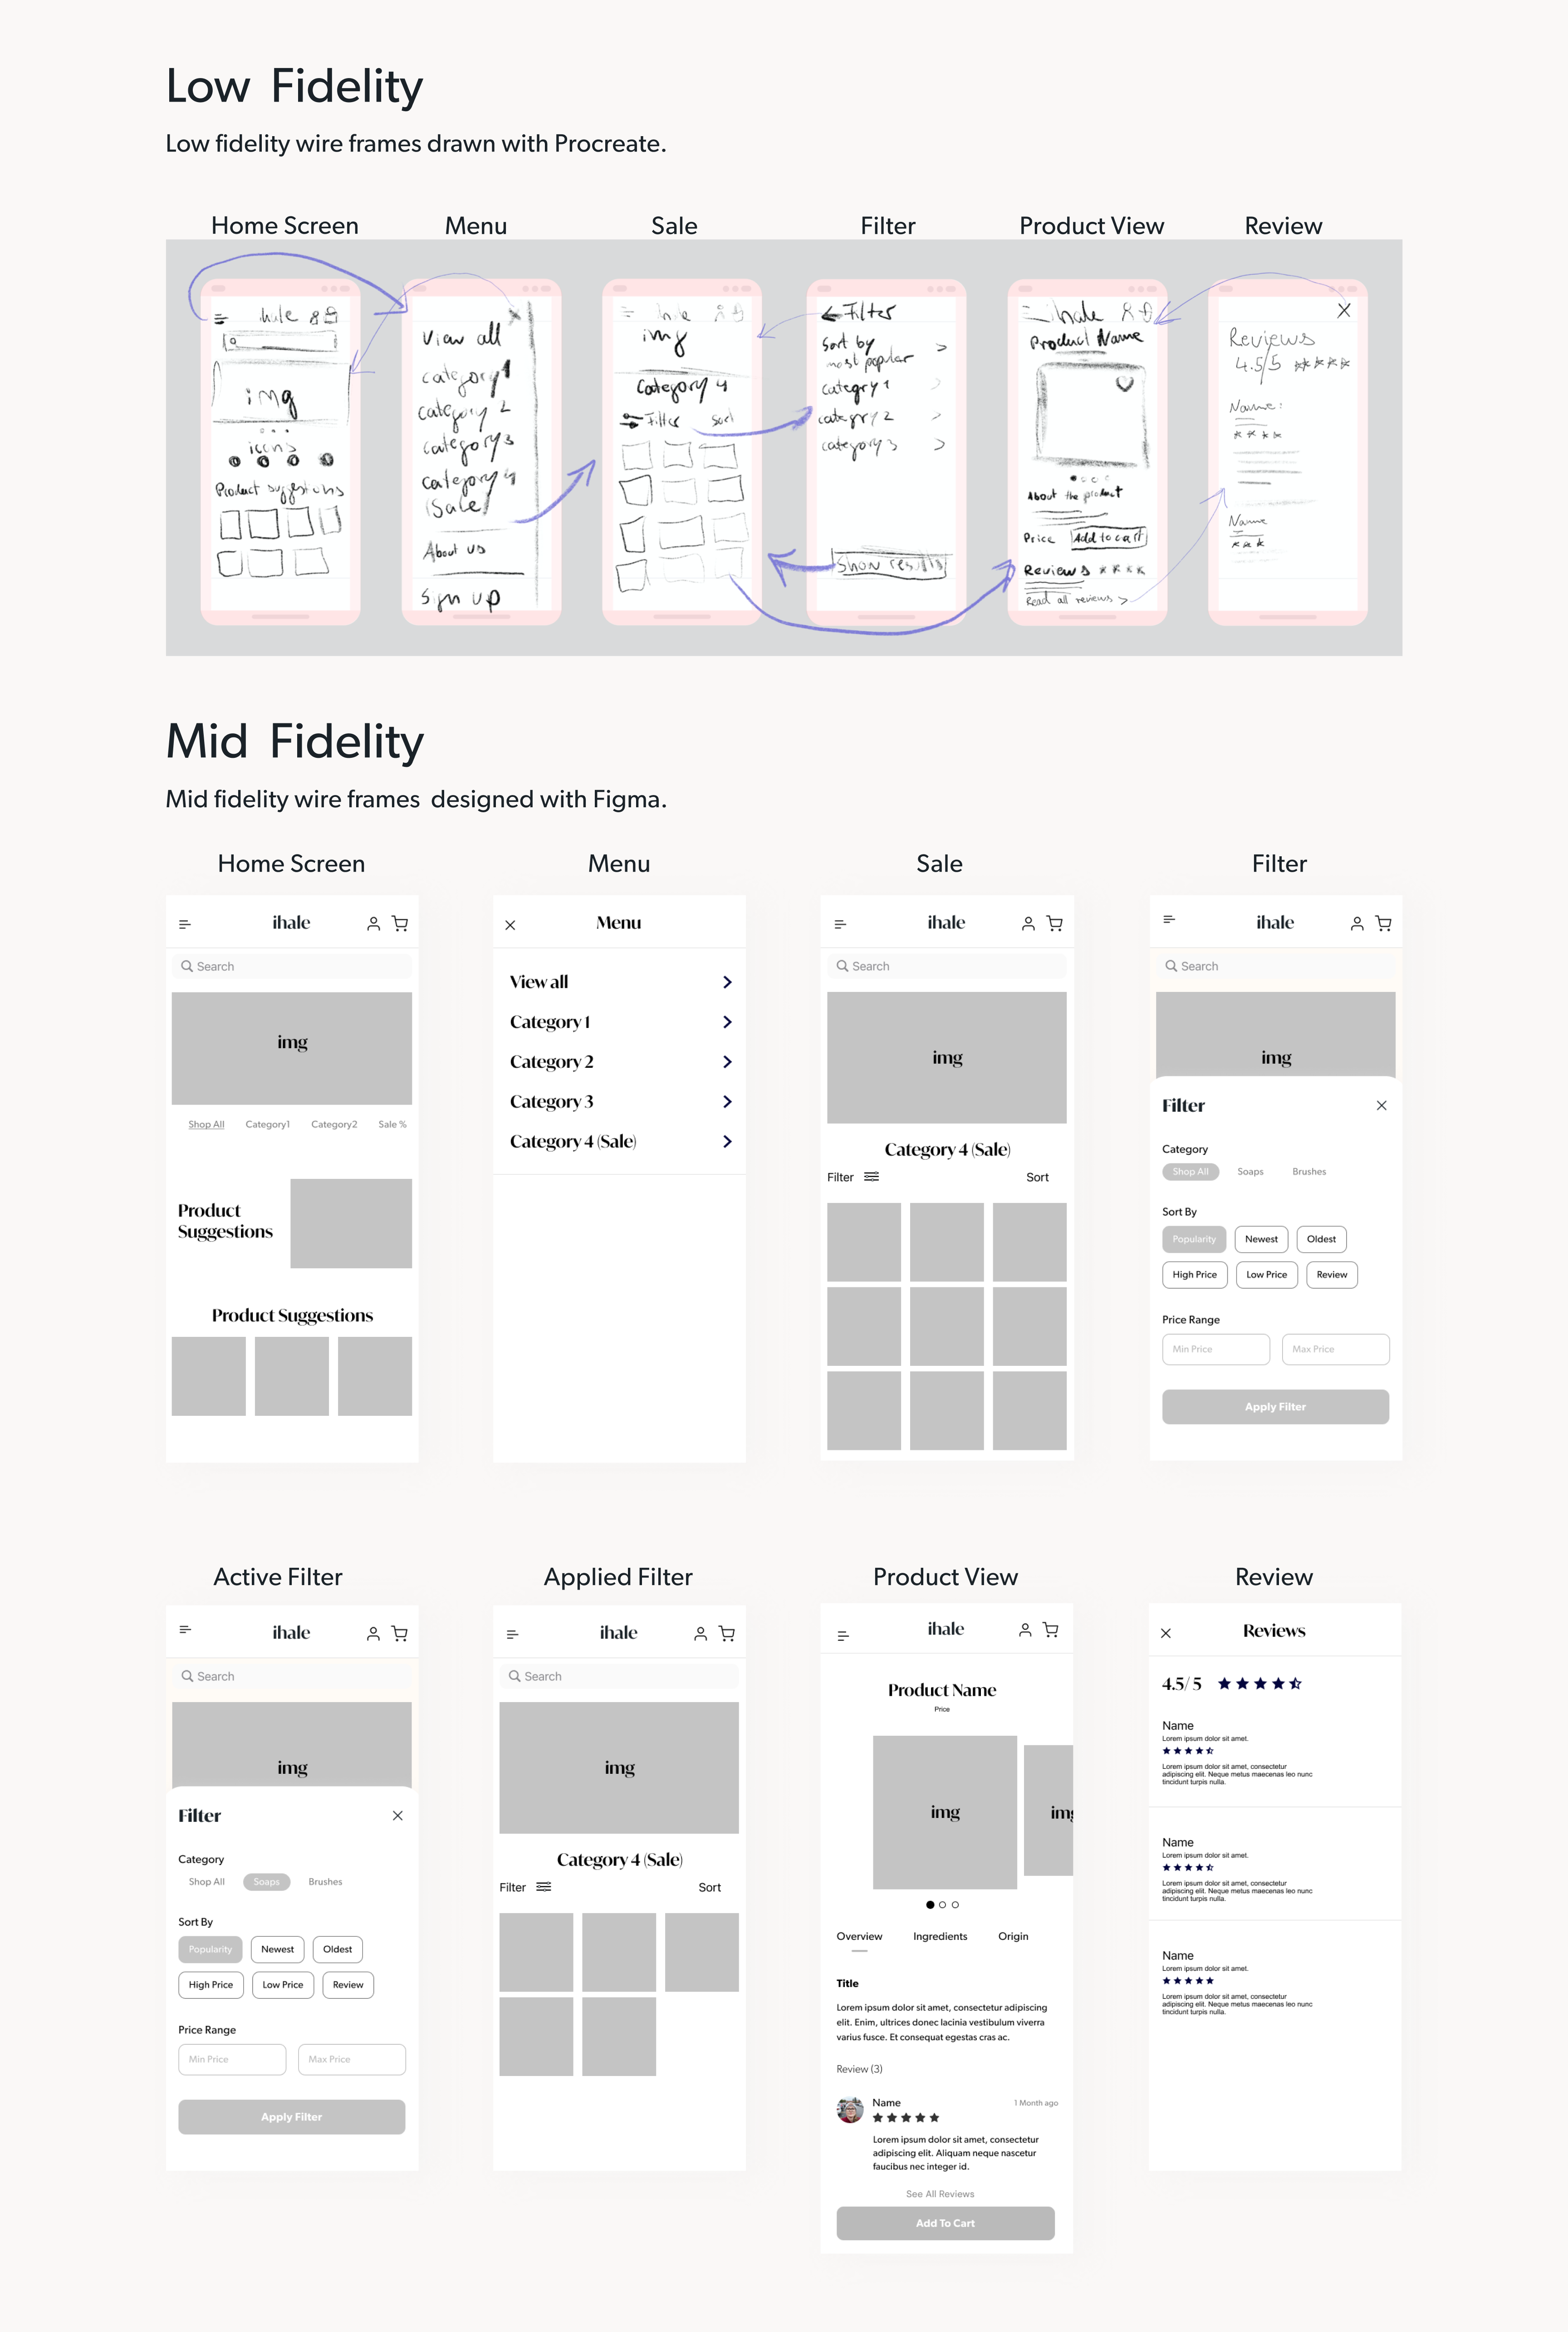 Low Fidelity
Low fidelity wire frames drawn with Procreate.
Home Screen
Menu
Sale
Filter
Product View
Review
ihale
img
icons
Product suggestions
View all
category 1
category 2
category 3
category 4
(Sale)
About us
Sign up
img
Category 4
Filter
Sort
Filter
Sort by
most popular
category 1
category 2
category 3
Show results
ihale
Product Name
About the product
Price
Add to cart
Reviews ****
Read all reviews >
X
Reviews
4.5/5 *****
Name:
****
Name
***
Mid Fidelity
Mid fidelity wire frames designed with Figma.
Home Screen
Menu
Sale
Filter
ihale
Search
img
Shop All Category1 Category2 Sale %
Product
Suggestions
Product Suggestions
Menu
View all
Category 1
Category 2
Category 3
Category 4 (Sale)
ihale
Search
img
Category 4 (Sale)
Filter Sort
ihale
Search
img
Filter
Category
Shop All Soaps Brushes
Sort By
Popularity Newest Oldest
High Price Low Price Review
Price Range
Min Price Max Price
Apply Filter
Active Filter
Applied Filter
Product View
Review
ihale
Search
img
Filter
Category
Shop All Soaps Brushes
Sort By
Popularity Newest Oldest
High Price Low Price Review
Price Range
Min Price Max Price
Apply Filter
ihale
Search
img
Category 4 (Sale)
Filter Sort
ihale
Product Name
Price
img
img
Overview Ingredients Origin
Title
Lorem ipsum dolor sit amet, consectetur adipiscing
elit. Enim, ultrices donec lacinia vestibulum viverra
varius fusce. Et consequat egestas cras ac.
Review (3)
Name 1 Month ago
Lorem ipsum dolor sit amet, consectetur
adipiscing elit. Aliquam neque nascetur
faucibus nec integer id.
See All Reviews
Add To Cart
Reviews
4.5/5
Name
Lorem ipsum dolor sit amet.
Lorem ipsum dolor sit amet, consectetur
adipiscing elit. Neque metus maecenas leo nunc
tincidunt turpis nulla.
Name
Lorem ipsum dolor sit amet.
Lorem ipsum dolor sit amet, consectetur
adipiscing elit. Neque metus maecenas leo nunc
tincidunt turpis nulla.
Name
Lorem ipsum dolor sit amet.
Lorem ipsum dolor sit amet, consectetur
adipiscing elit. Neque metus maecenas leo nunc
tincidunt turpis nulla.